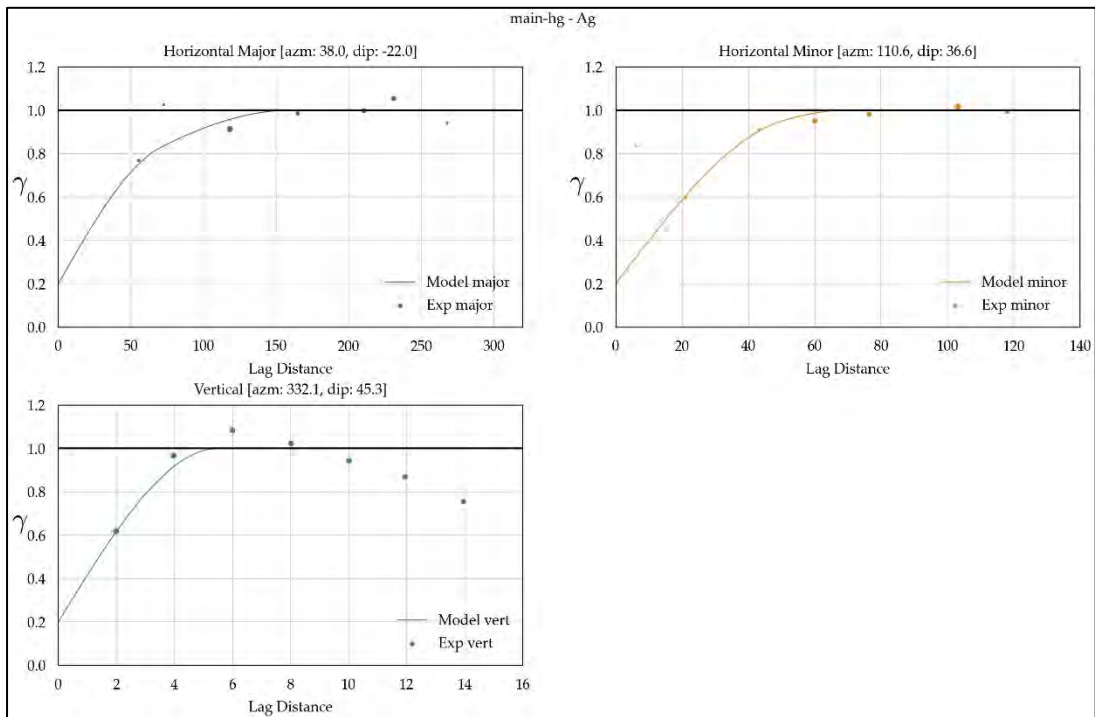 main-hg - Ag
Horizontal Major [azm: 38.0, dip: -22.0]
1.2
1.0
0.8
γ
0.6
0.4
0.2
0.0
Model major
Exp major
0 50 100 150 200 250 300
Lag Distance
Horizontal Minor [azm: 110.6, dip: 36.6]
1.2
1.0
0.8
γ
0.6
0.4
0.2
0.0
Model minor
Exp minor
0 20 40 60 80 100 120 140
Lag Distance
Vertical [azm: 332.1, dip: 45.3]
1.2
1.0
0.8
γ
0.6
0.4
0.2
0.0
Model vert
Exp vert
0 2 4 6 8 10 12 14 16
Lag Distance